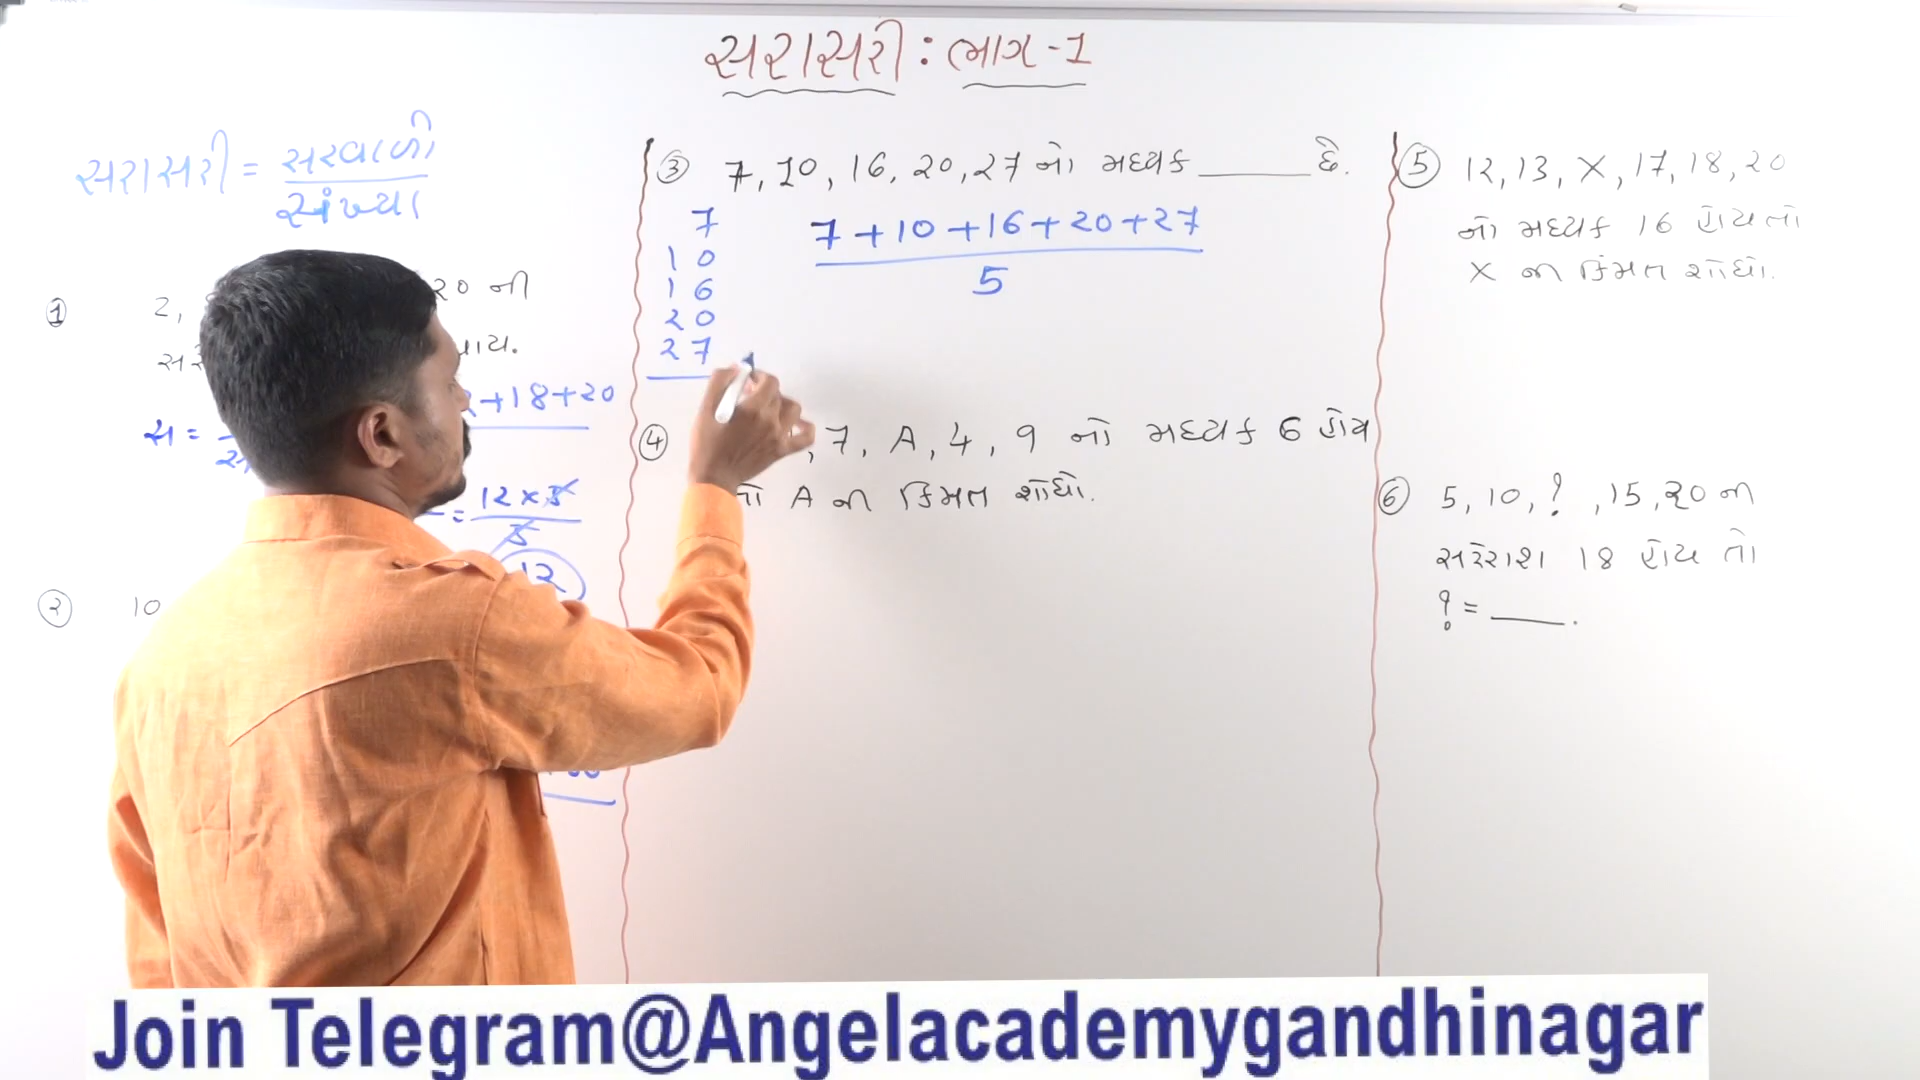 સરાસરી : ભાગ-1
સરાસરી = સરવાળો
સંખ્યા
① 2, 20 ની
+18+20
સ =
= 12 × 5
5
12
② 10
③ 7, 10, 16, 20, 27 નો મધ્યક ______ છે.
7
10
16
20
27
7+10+16+20+27
5
④ , 7, A, 4, 9 નો મધ્યક 6 હોય
તો A ની કિંમત શોધો.
⑤ 12, 13, X, 17, 18, 20
નો મધ્યક 16 હોય તો
X ની કિંમત શોધો.
⑥ 5, 10, ? , 15, 20 ની
સરેરાશ 18 હોય તો
? = ____.
Join Telegram@Angelacademygandhinagar